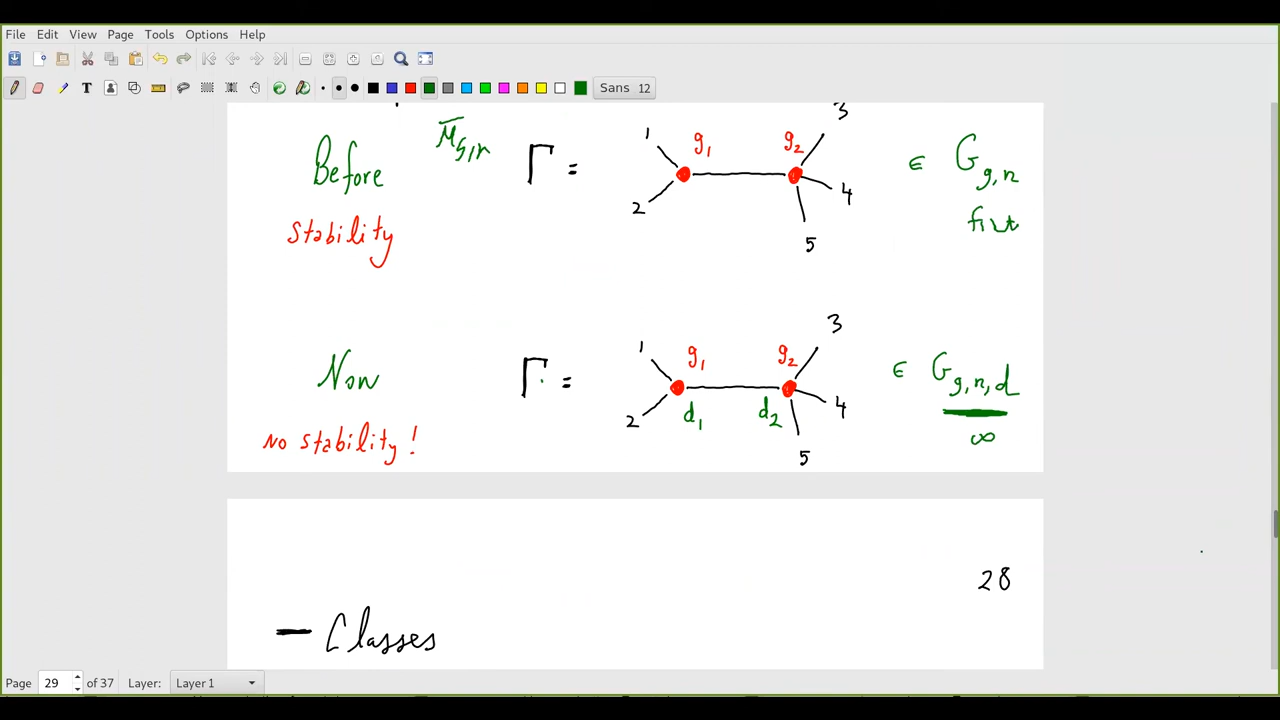 File Edit View Page Tools Options Help
Sans 12
Before M̅g,n Γ = 1 2 g1 g2 3 4 5 ∈ Gg,n
Stability
Now Γ = 1 2 g1 g2 d1 d2 3 4 5 ∈ Gg,n,d
No stability! ∞
28
— Classes
Page 29 of 37 Layer: Layer 1